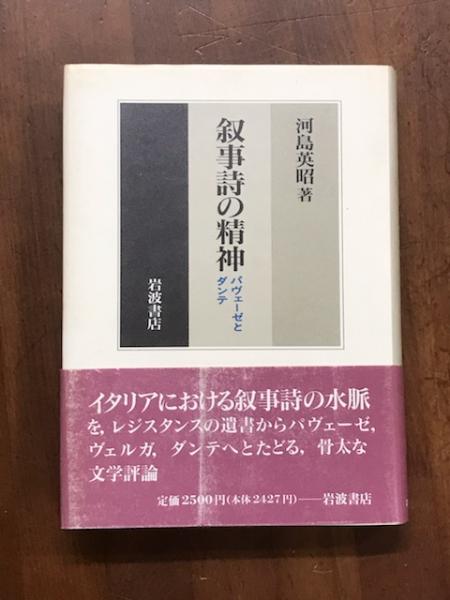 河島英昭著
叙事詩の精神
パヴェーゼと
ダンテ
岩波書店
イタリアにおける叙事詩の水脈
を，レジスタンスの遺書からパヴェーゼ，
ヴェルガ，ダンテへとたどる，骨太な
文学評論
定価2500円(本体2427円)——岩波書店